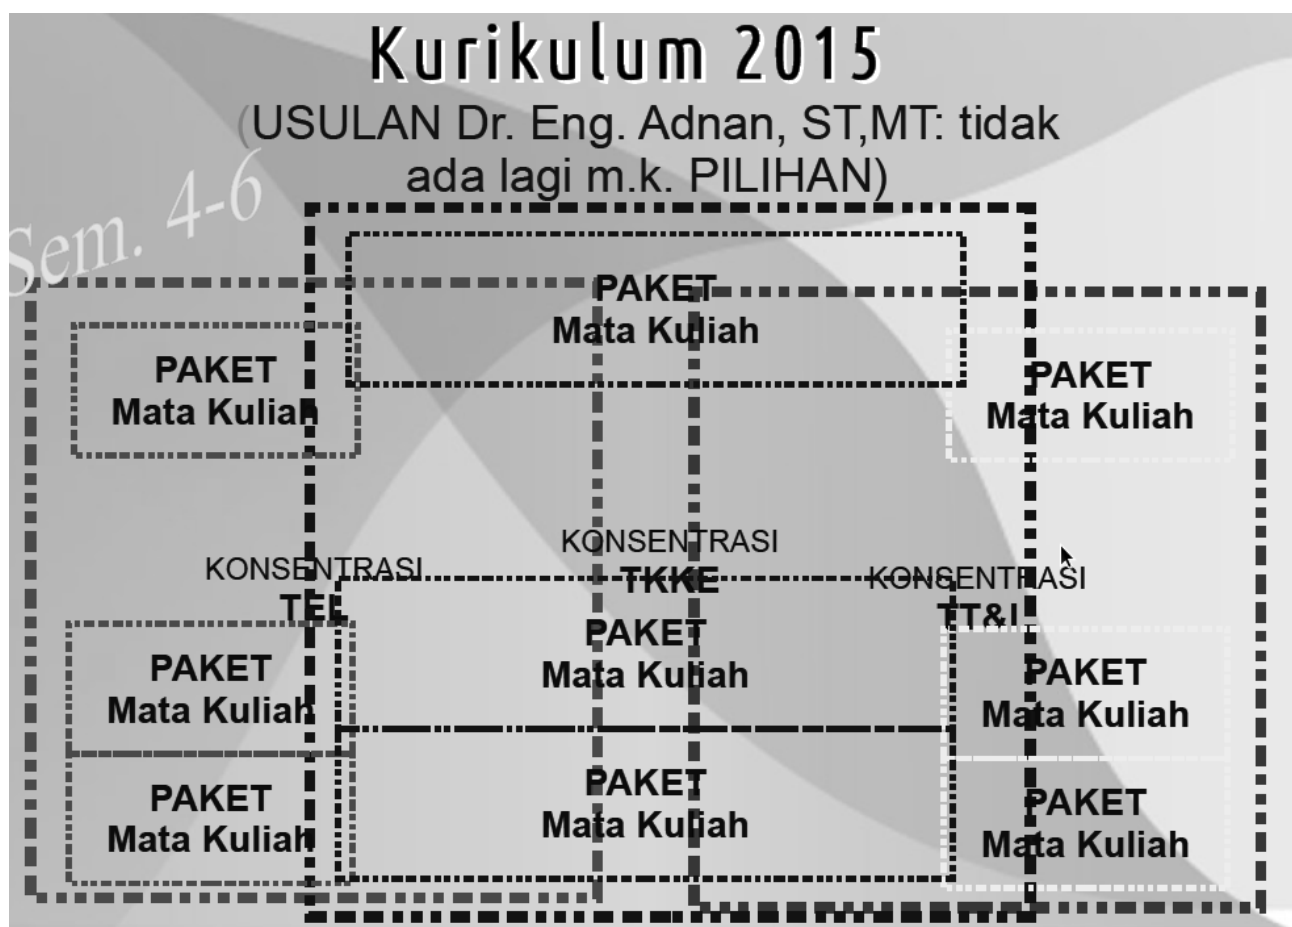 Kurikulum 2015
(USULAN Dr. Eng. Adnan, ST,MT: tidak
ada lagi m.k. PILIHAN)
Sem. 4-6
PAKET
Mata Kuliah
PAKET
Mata Kuliah
PAKET
Mata Kuliah
KONSENTRASI
TEL
KONSENTRASI
TKKE
KONSENTRASI
TT&I
PAKET
Mata Kuliah
PAKET
Mata Kuliah
PAKET
Mata Kuliah
PAKET
Mata Kuliah
PAKET
Mata Kuliah
PAKET
Mata Kuliah